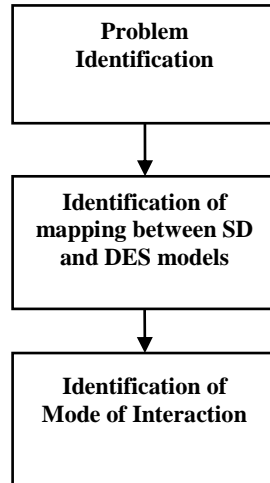 Problem
Identification
Identification of
mapping between SD
and DES models
Identification of
Mode of Interaction